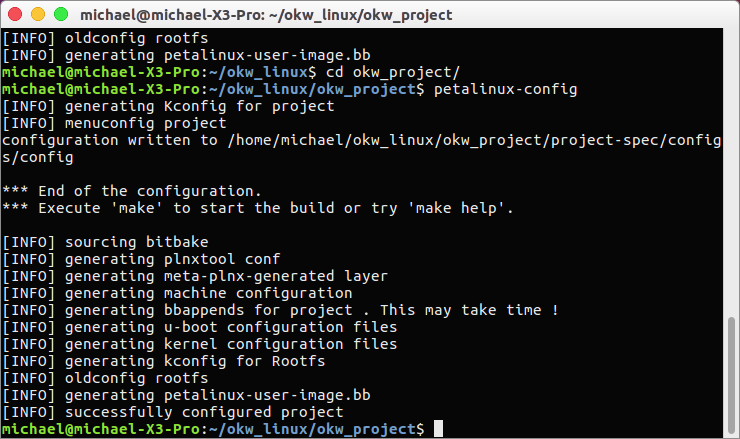 michael@michael-X3-Pro: ~/okw_linux/okw_project
[INFO] oldconfig rootfs
[INFO] generating petalinux-user-image.bb
michael@michael-X3-Pro:~/okw_linux$ cd okw_project/
michael@michael-X3-Pro:~/okw_linux/okw_project$ petalinux-config
[INFO] generating Kconfig for project
[INFO] menuconfig project
configuration written to /home/michael/okw_linux/okw_project/project-spec/config
s/config
*** End of the configuration.
*** Execute 'make' to start the build or try 'make help'.
[INFO] sourcing bitbake
[INFO] generating plnxtool conf
[INFO] generating meta-plnx-generated layer
[INFO] generating machine configuration
[INFO] generating bbappends for project . This may take time !
[INFO] generating u-boot configuration files
[INFO] generating kernel configuration files
[INFO] generating kconfig for Rootfs
[INFO] oldconfig rootfs
[INFO] generating petalinux-user-image.bb
[INFO] successfully configured project
michael@michael-X3-Pro:~/okw_linux/okw_project$